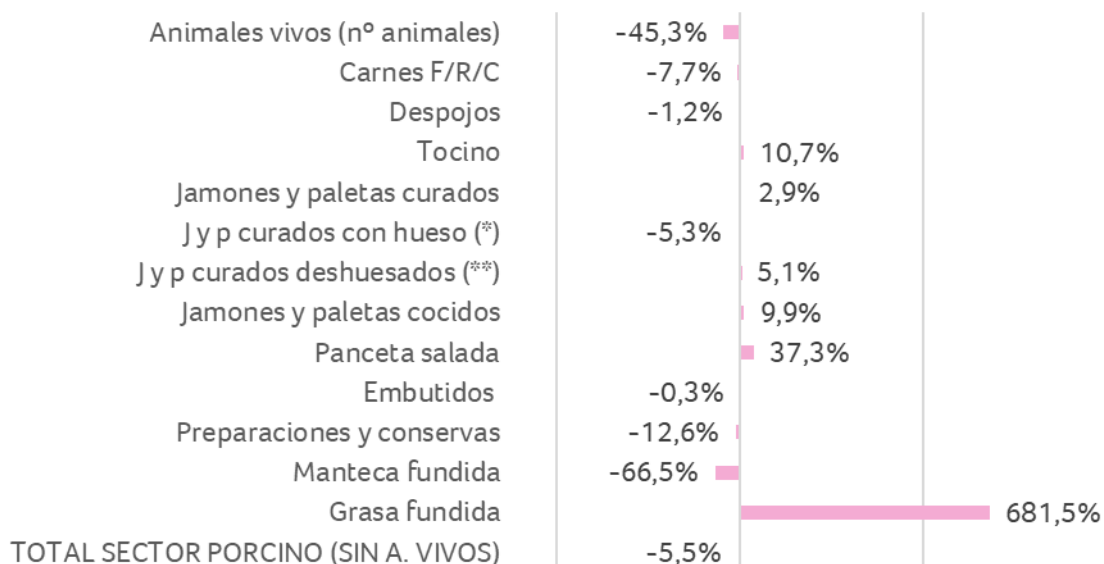 Animales vivos (nº animales) -45,3%
Carnes F/R/C -7,7%
Despojos -1,2%
Tocino 10,7%
Jamones y paletas curados 2,9%
J y p curados con hueso (*) -5,3%
J y p curados deshuesados (**) 5,1%
Jamones y paletas cocidos 9,9%
Panceta salada 37,3%
Embutidos -0,3%
Preparaciones y conservas -12,6%
Manteca fundida -66,5%
Grasa fundida 681,5%
TOTAL SECTOR PORCINO (SIN A. VIVOS) -5,5%